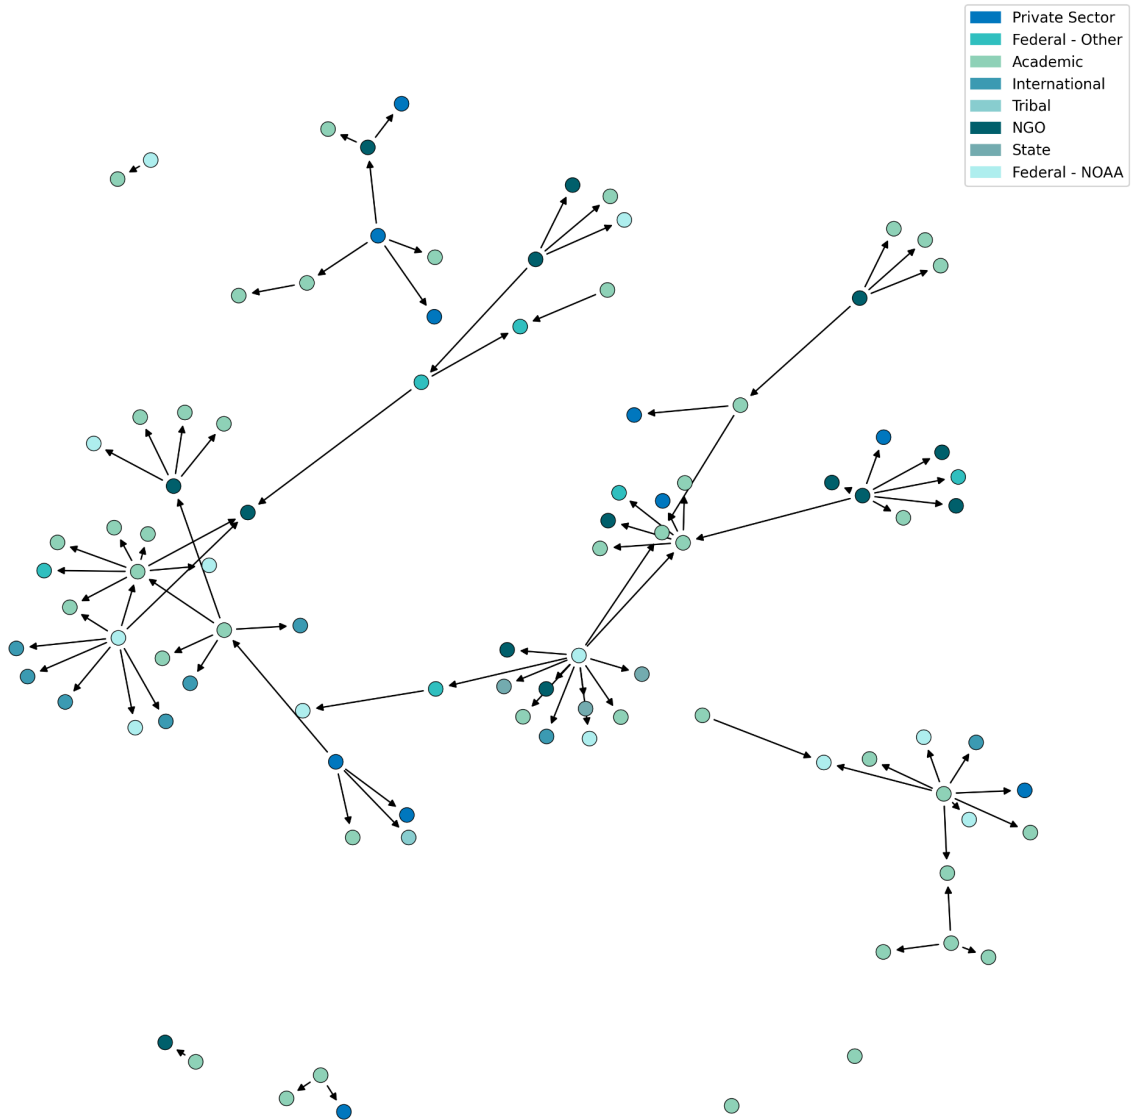 Private Sector
Federal - Other
Academic
International
Tribal
NGO
State
Federal - NOAA